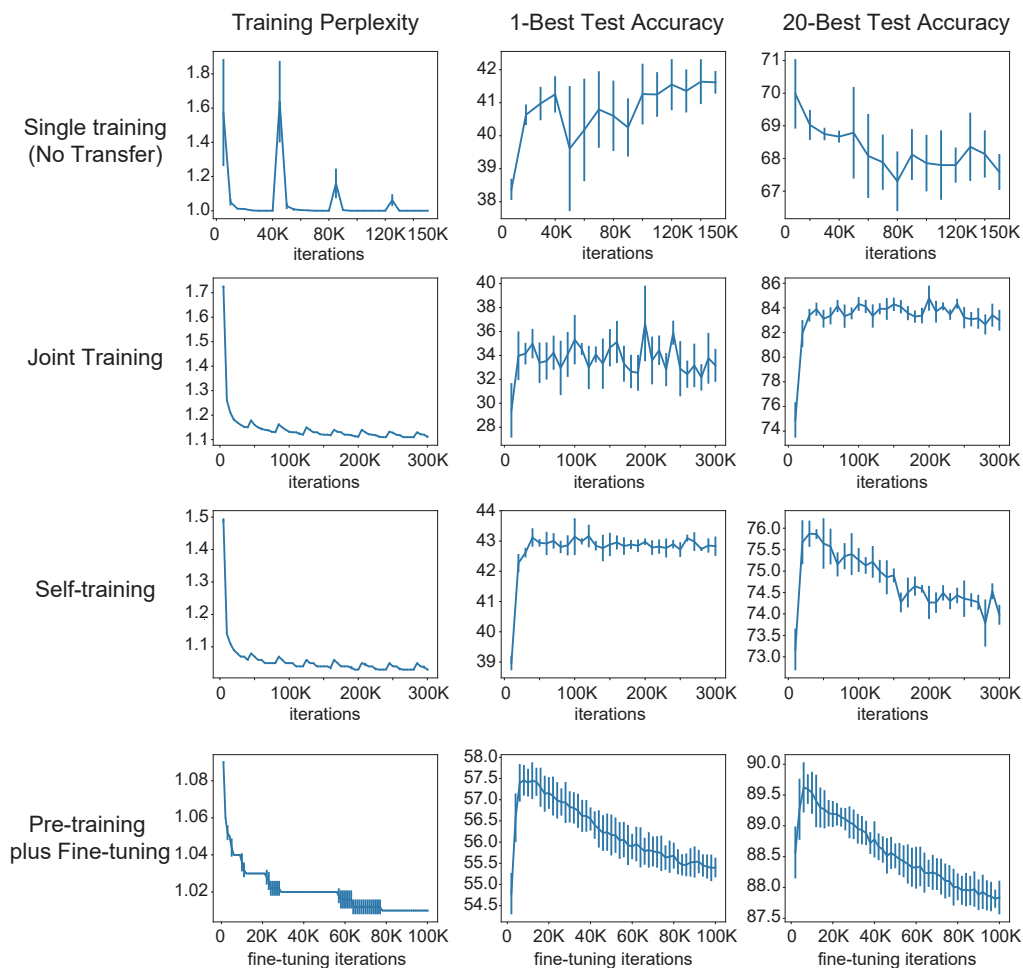 Training Perplexity 1-Best Test Accuracy 20-Best Test Accuracy
Single training
(No Transfer)
1.8
1.6
1.4
1.2
1.0
0 40K 80K 120K 150K
iterations
42
41
40
39
38
0 40K 80K 120K 150K
iterations
71
70
69
68
67
0 40K 80K 120K 150K
iterations
Joint Training
1.7
1.6
1.5
1.4
1.3
1.2
1.1
0 100K 200K 300K
iterations
40
38
36
34
32
30
28
0 100K 200K 300K
iterations
86
84
82
80
78
76
74
0 100K 200K 300K
iterations
Self-training
1.5
1.4
1.3
1.2
1.1
0 100K 200K 300K
iterations
44
43
42
41
40
39
0 100K 200K 300K
iterations
76.0
75.5
75.0
74.5
74.0
73.5
73.0
0 100K 200K 300K
iterations
Pre-training
plus Fine-tuning
1.08
1.06
1.04
1.02
0 20K 40K 60K 80K 100K
fine-tuning iterations
58.0
57.5
57.0
56.5
56.0
55.5
55.0
54.5
0 20K 40K 60K 80K 100K
fine-tuning iterations
90.0
89.5
89.0
88.5
88.0
87.5
0 20K 40K 60K 80K 100K
fine-tuning iterations